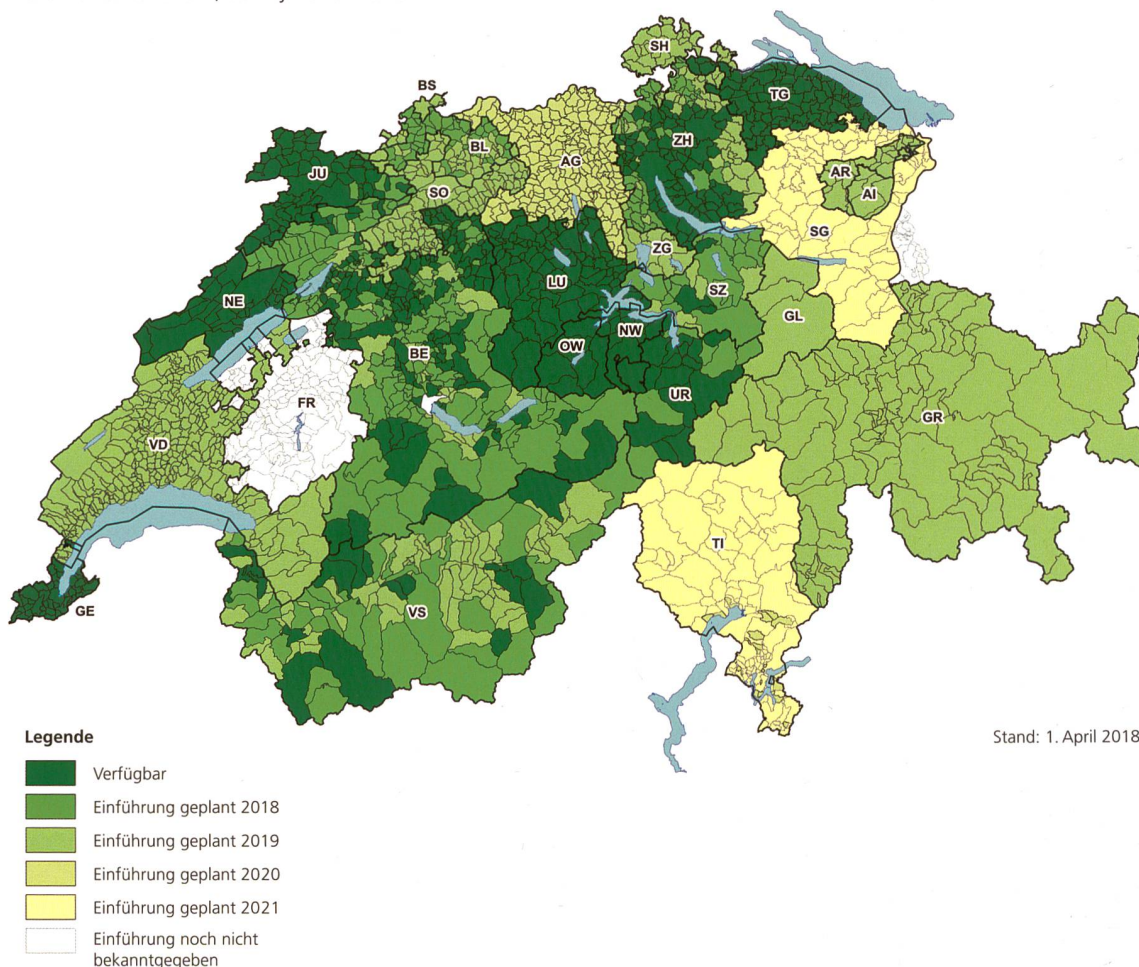 SH
BS
TG
BL
ZH
AG
JU
AR
SO
AI
SG
ZG
LU
SZ
NE
NW
GL
OW
BE
UR
FR
GR
VD
TI
VS
GE
Legende
Stand: 1. April 2018
Verfügbar
Einführung geplant 2018
Einführung geplant 2019
Einführung geplant 2020
Einführung geplant 2021
Einführung noch nicht
bekanntgegeben